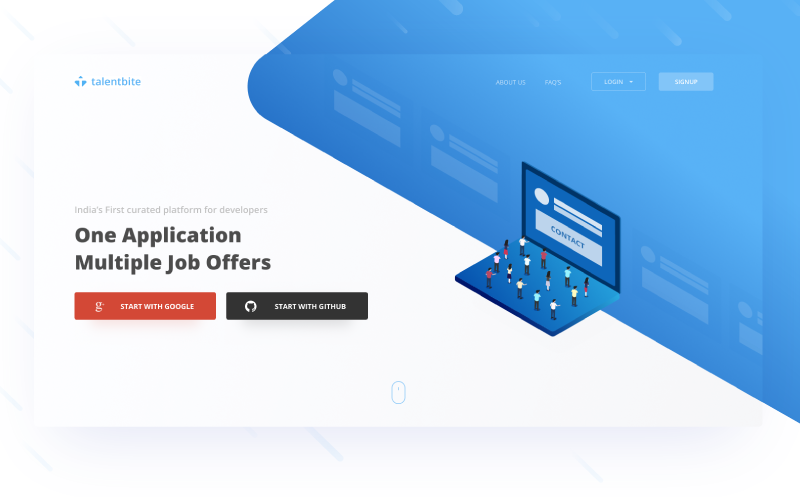 talentbite
ABOUT US
FAQ'S
LOGIN
SIGNUP
India's First curated platform for developers
One Application
Multiple Job Offers
g+ START WITH GOOGLE
START WITH GITHUB
CONTACT